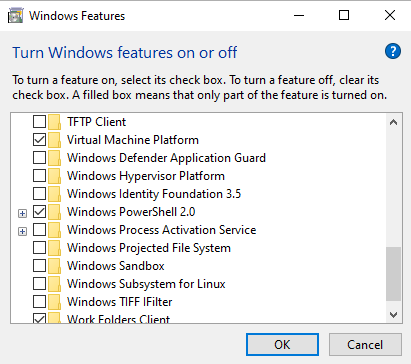 Windows Features
Turn Windows features on or off
To turn a feature on, select its check box. To turn a feature off, clear its
check box. A filled box means that only part of the feature is turned on.
TFTP Client
Virtual Machine Platform
Windows Defender Application Guard
Windows Hypervisor Platform
Windows Identity Foundation 3.5
Windows PowerShell 2.0
Windows Process Activation Service
Windows Projected File System
Windows Sandbox
Windows Subsystem for Linux
Windows TIFF IFilter
Work Folders Client
OK
Cancel